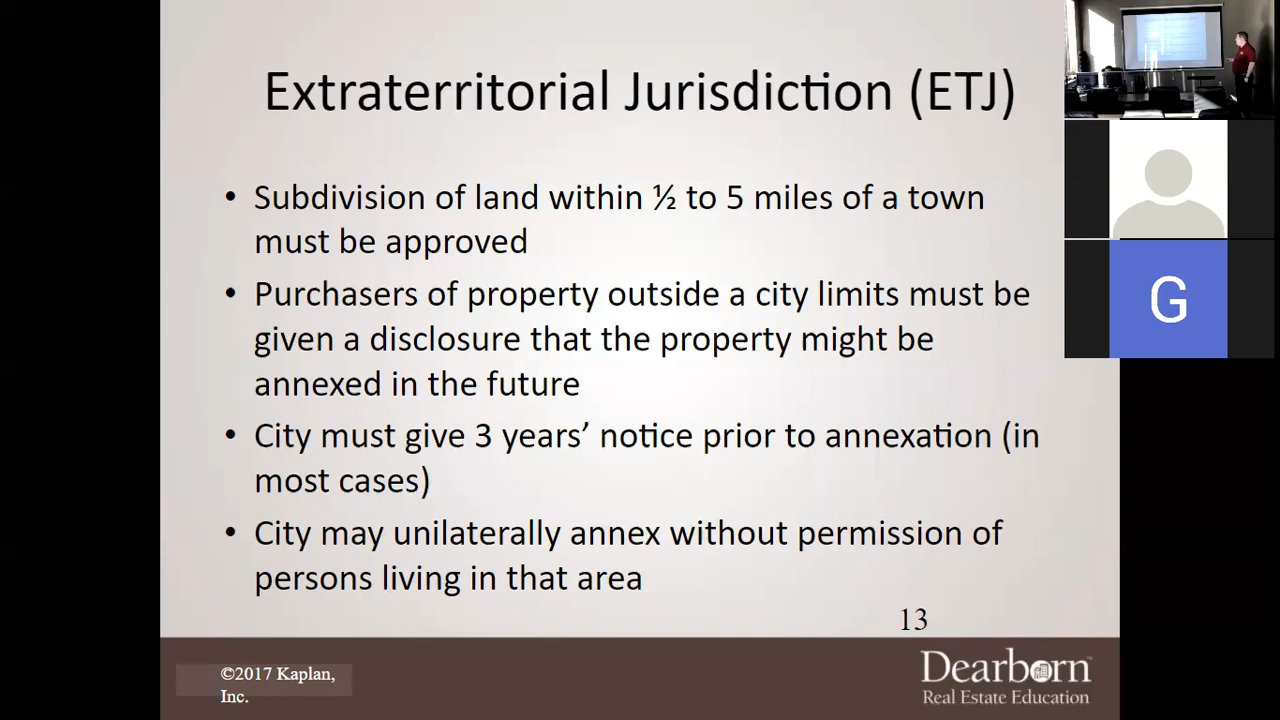 Extraterritorial Jurisdiction (ETJ)
• Subdivision of land within ½ to 5 miles of a town
must be approved
• Purchasers of property outside a city limits must be
given a disclosure that the property might be
annexed in the future
• City must give 3 years’ notice prior to annexation (in
most cases)
• City may unilaterally annex without permission of
persons living in that area
13
©2017 Kaplan,
Inc.
Dearborn™
Real Estate Education
G